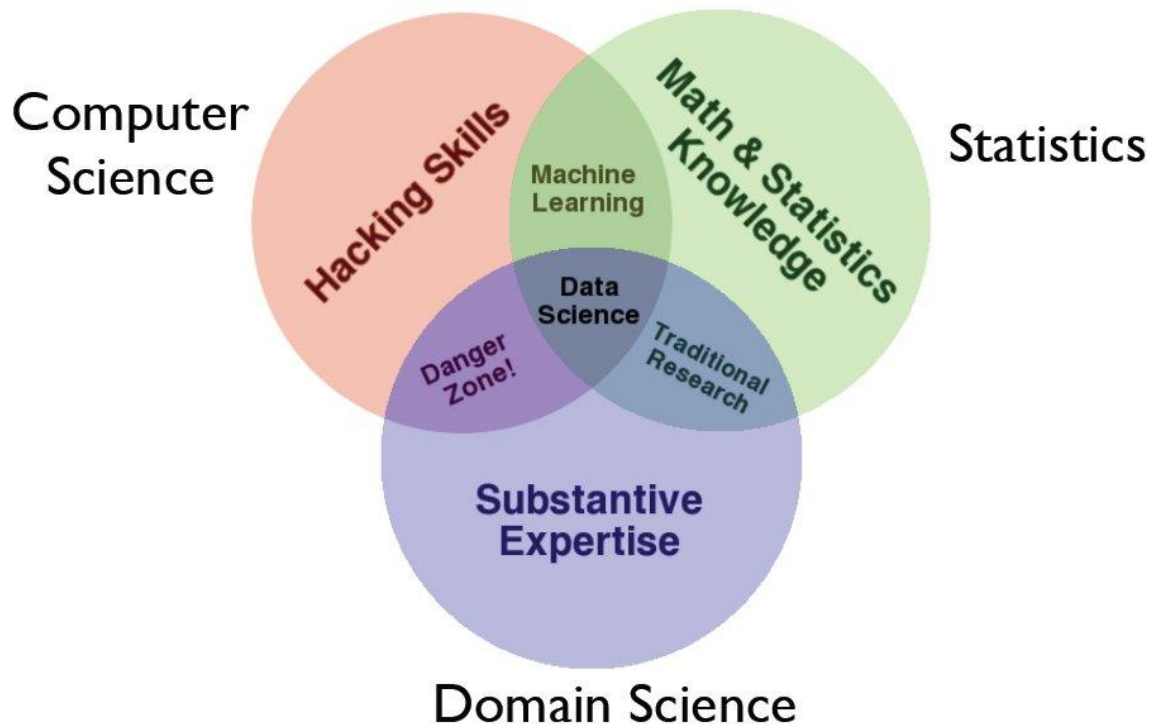 Computer
Science
Hacking Skills
Math & Statistics
Knowledge
Statistics
Machine
Learning
Data
Science
Danger
Zone!
Traditional
Research
Substantive
Expertise
Domain Science